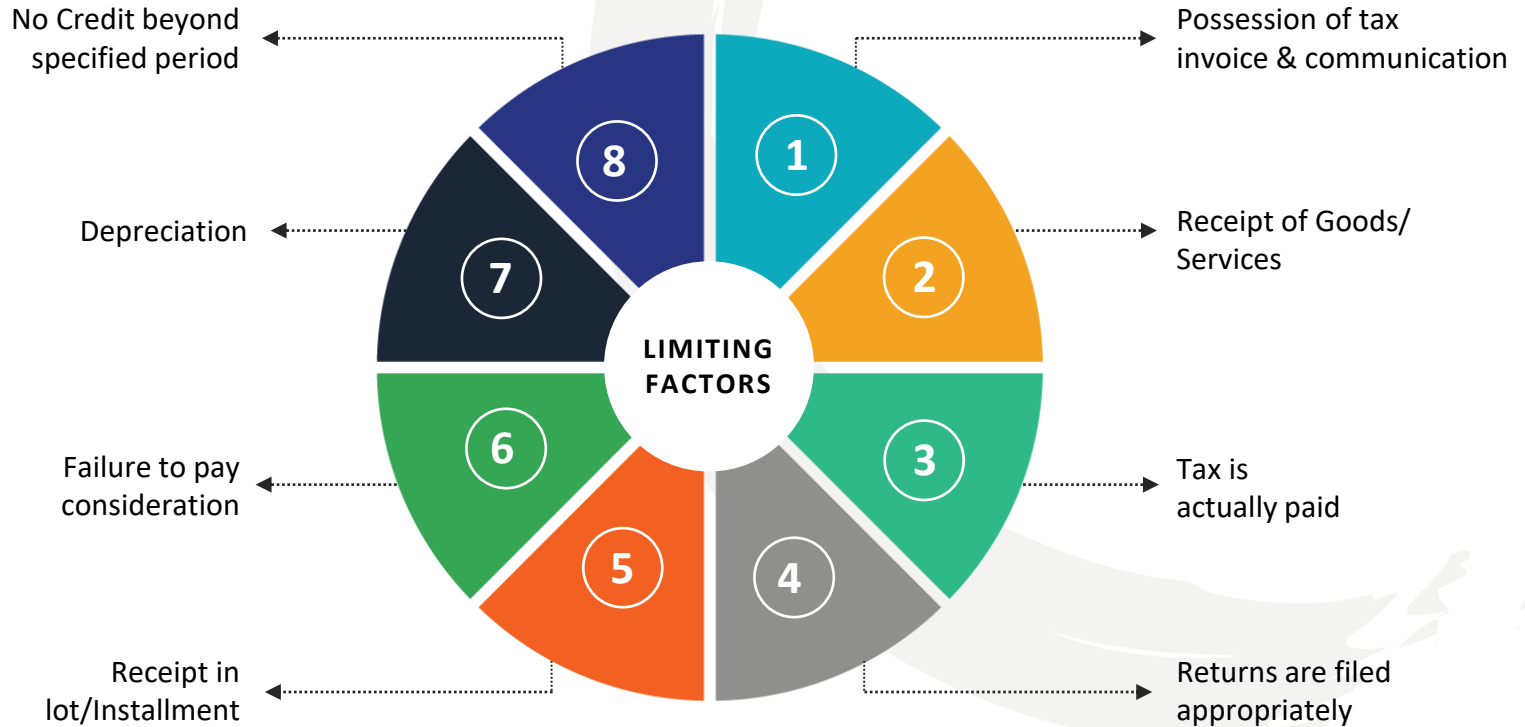 LIMITING
FACTORS
1
Possession of tax
invoice & communication
2
Receipt of Goods/
Services
3
Tax is
actually paid
4
Returns are filed
appropriately
5
Receipt in
lot/Installment
6
Failure to pay
consideration
7
Depreciation
8
No Credit beyond
specified period